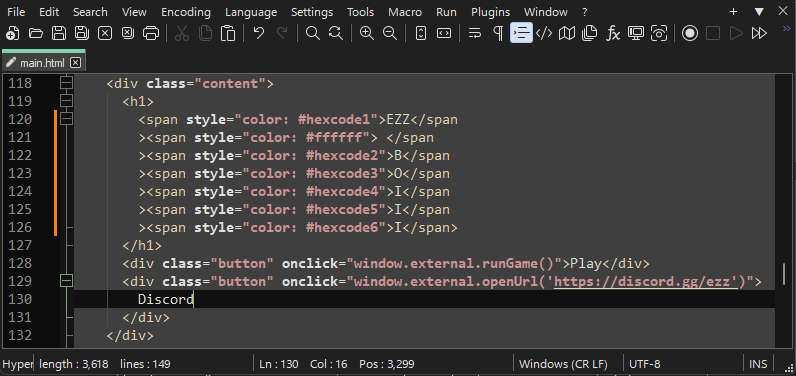 File Edit Search View Encoding Language Settings Tools Macro Run Plugins Window ? + ▼ ×
main.html
118 <div class="content">
119 <h1>
120 <span style="color: #hexcode1">EZZ</span
121 ><span style="color: #ffffff"> </span
122 ><span style="color: #hexcode2">B</span
123 ><span style="color: #hexcode3">O</span
124 ><span style="color: #hexcode4">I</span
125 ><span style="color: #hexcode5">I</span
126 ><span style="color: #hexcode6">I</span>
127 </h1>
128 <div class="button" onclick="window.external.runGame()">Play</div>
129 <div class="button" onclick="window.external.openUrl('https://discord.gg/ezz')">
130 Discord
131 </div>
132 </div>
Hyper length : 3,618 lines : 149 Ln : 130 Col : 16 Pos : 3,299 Windows (CR LF) UTF-8 INS